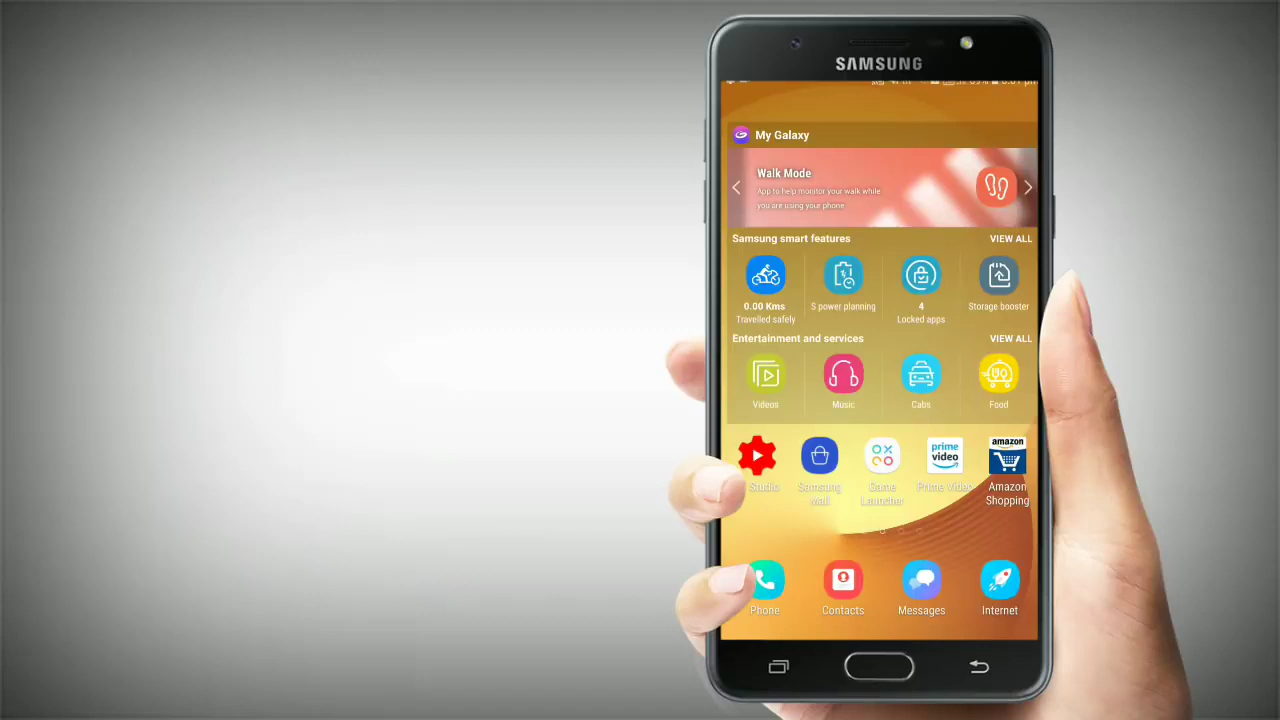 SAMSUNG
My Galaxy
Walk Mode
App to help monitor your walk while
you are using your phone
Samsung smart features VIEW ALL
0.00 Kms S power planning 4 Storage booster
Travelled safely Locked apps
Entertainment and services VIEW ALL
Videos Music Cabs Food
prime video amazon
Studio Samsung Game Prime Video Amazon
Mall Launcher Shopping
Phone Contacts Messages Internet